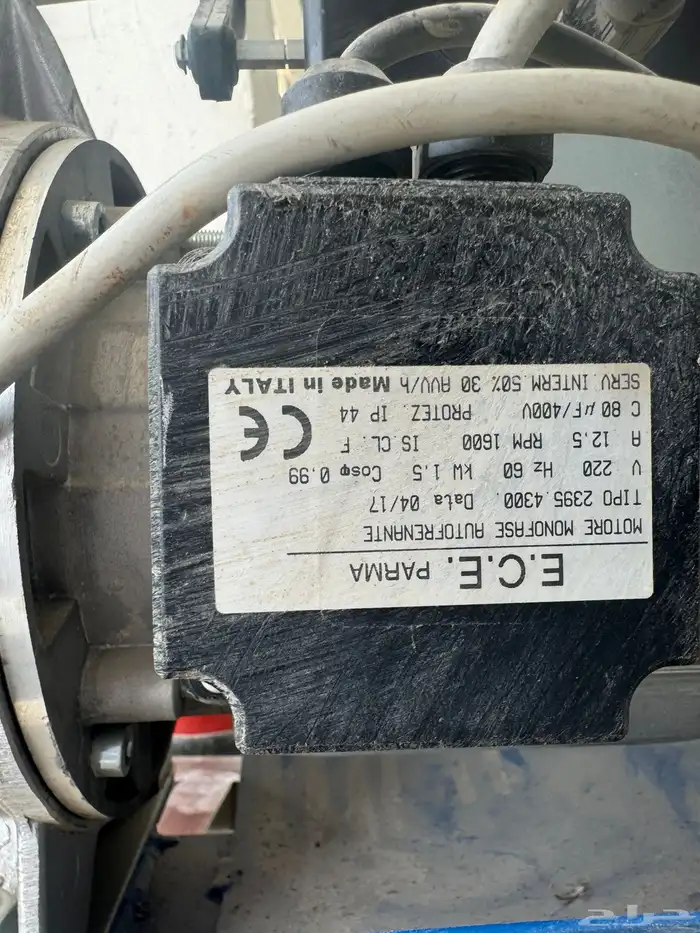 E.C.E. PARMA
MOTORE MONOFASE AUTOFRENANTE
TIPO 2395.4300. Data 04/17
V 220 Hz 60 kW 1.5 Cosφ 0.99
A 12.5 RPM 1600 IS.CL. F
C 80 µF/400V PROTEZ. IP 44
SERV. INTERM.50% 30 AVV/h Made in ITALY
CE
حراج